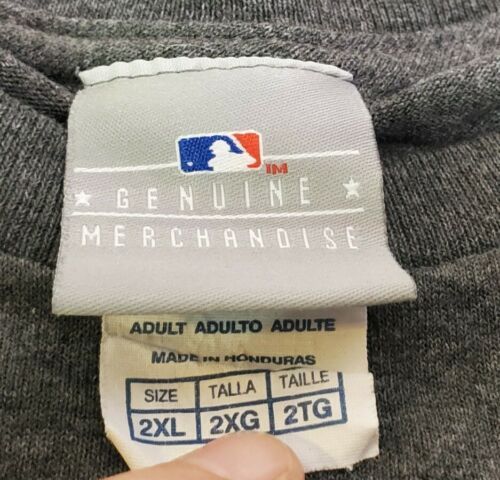 TM
★ GENUINE ★
MERCHANDISE
ADULT ADULTO ADULTE
MADE IN HONDURAS
SIZE TALLA TAILLE
2XL 2XG 2TG